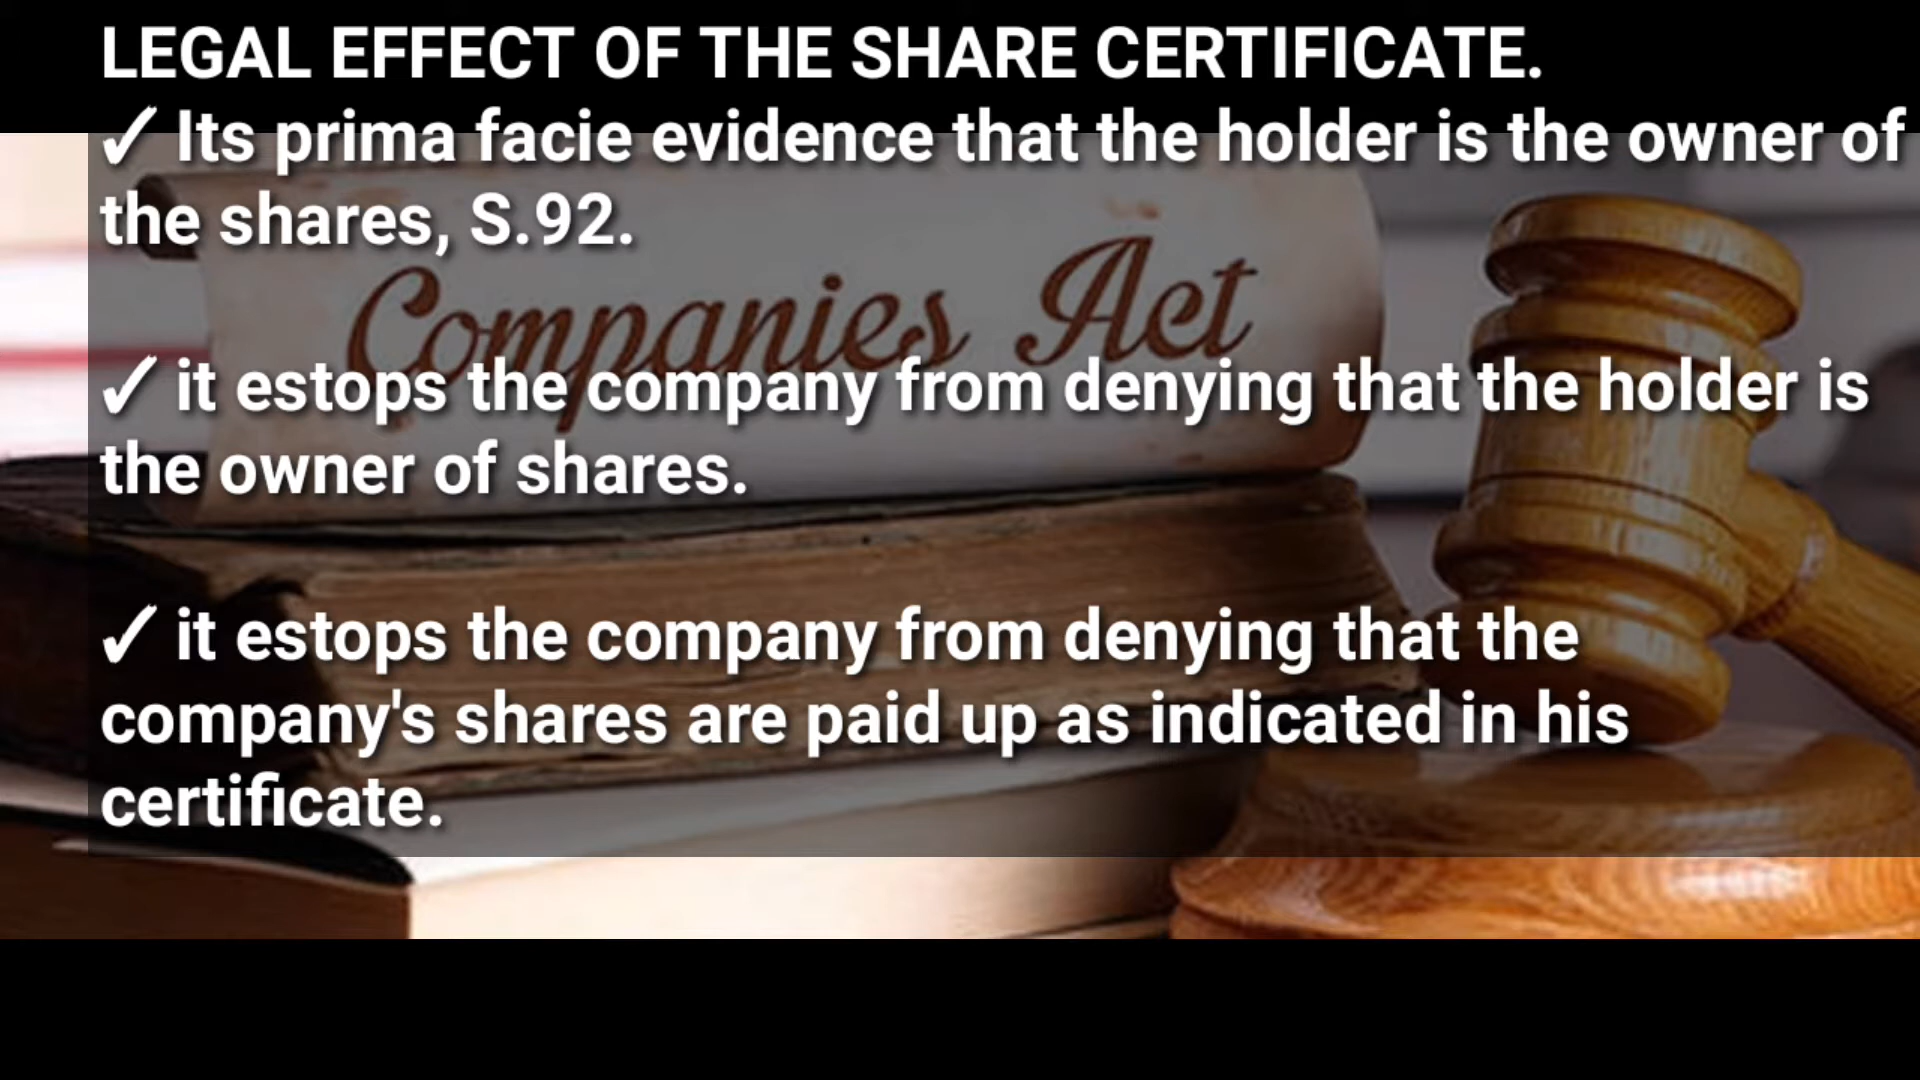 LEGAL EFFECT OF THE SHARE CERTIFICATE.
✓ Its prima facie evidence that the holder is the owner of
the shares, S.92.
Companies Act
✓ it estops the company from denying that the holder is
the owner of shares.
✓ it estops the company from denying that the
company's shares are paid up as indicated in his
certificate.